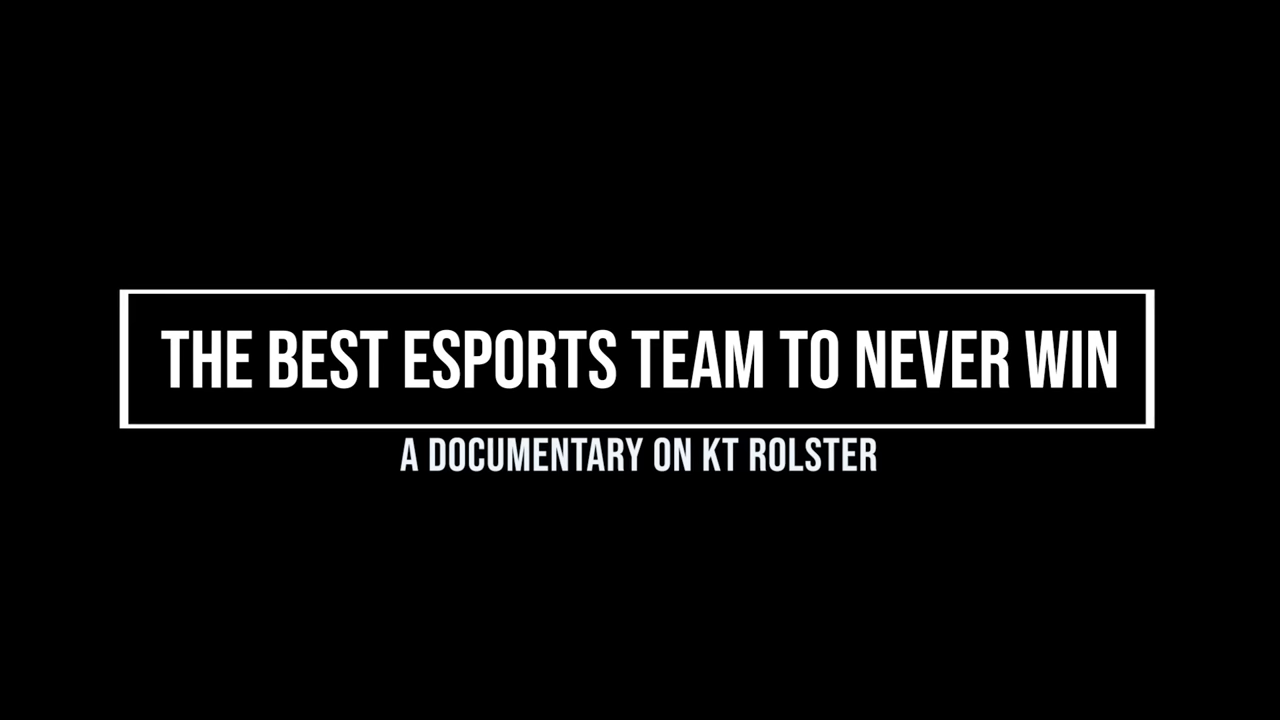 THE BEST ESPORTS TEAM TO NEVER WIN
A DOCUMENTARY ON KT ROLSTER